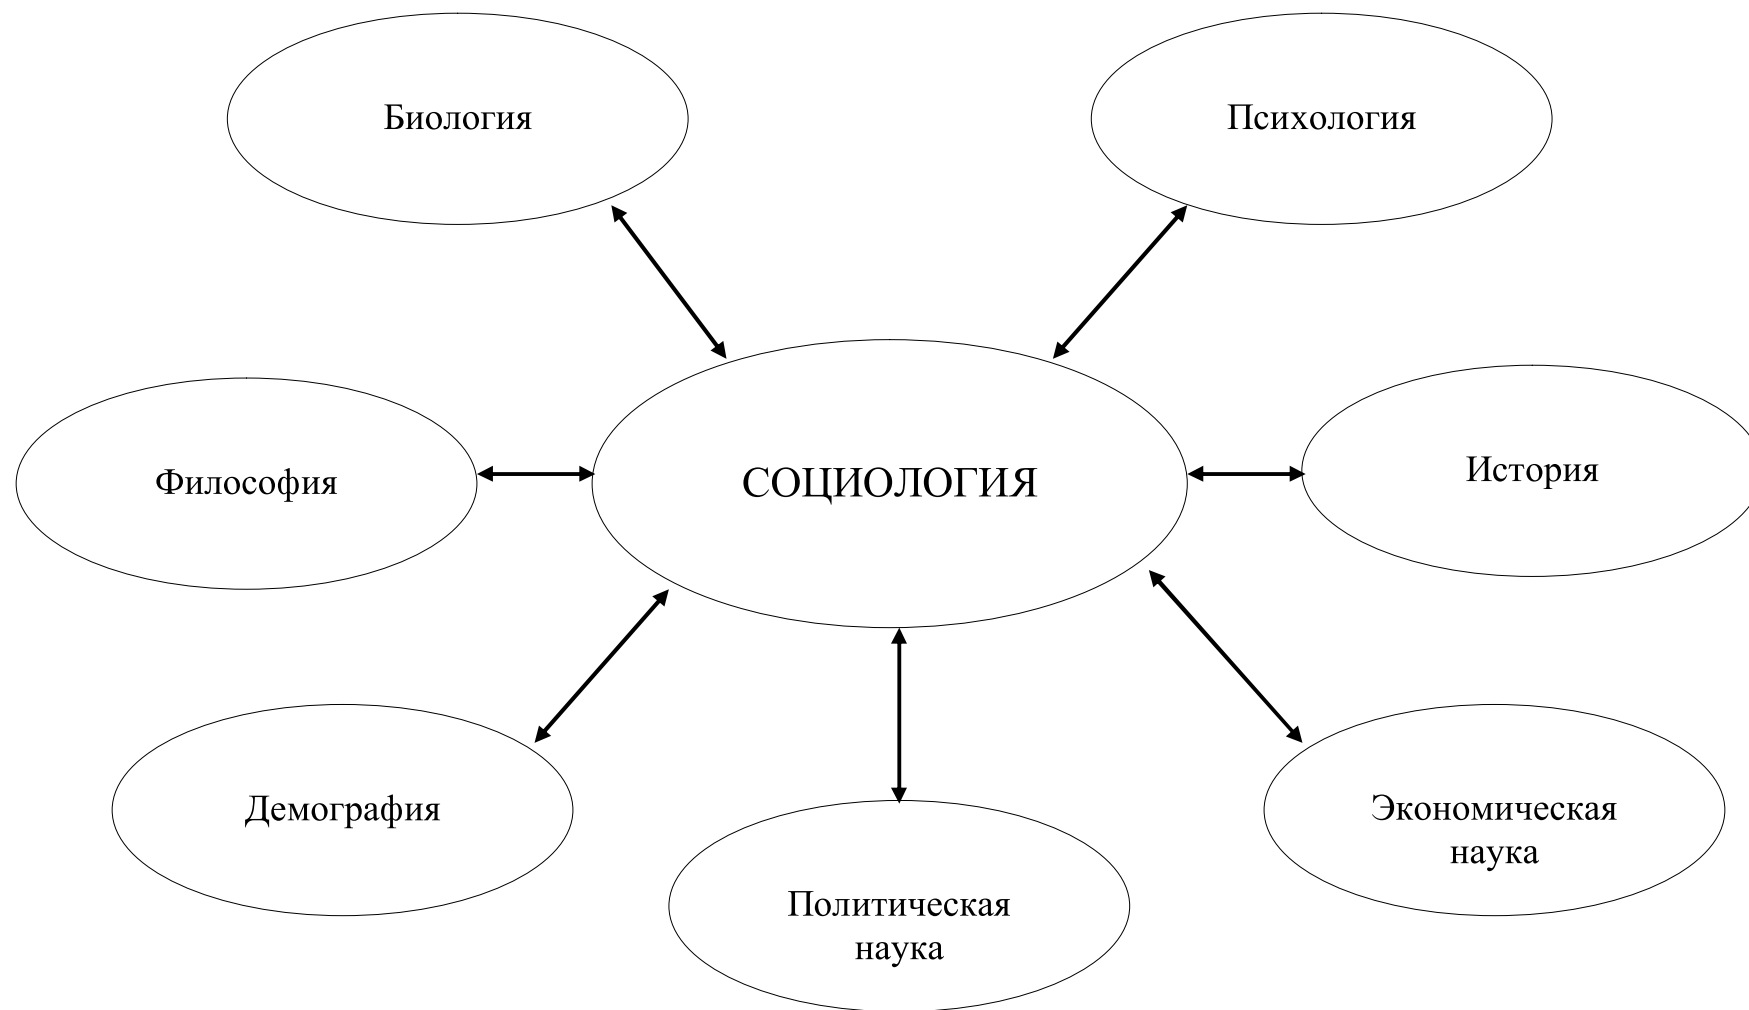 Биология
Психология
Философия
СОЦИОЛОГИЯ
История
Демография
Политическая
наука
Экономическая
наука